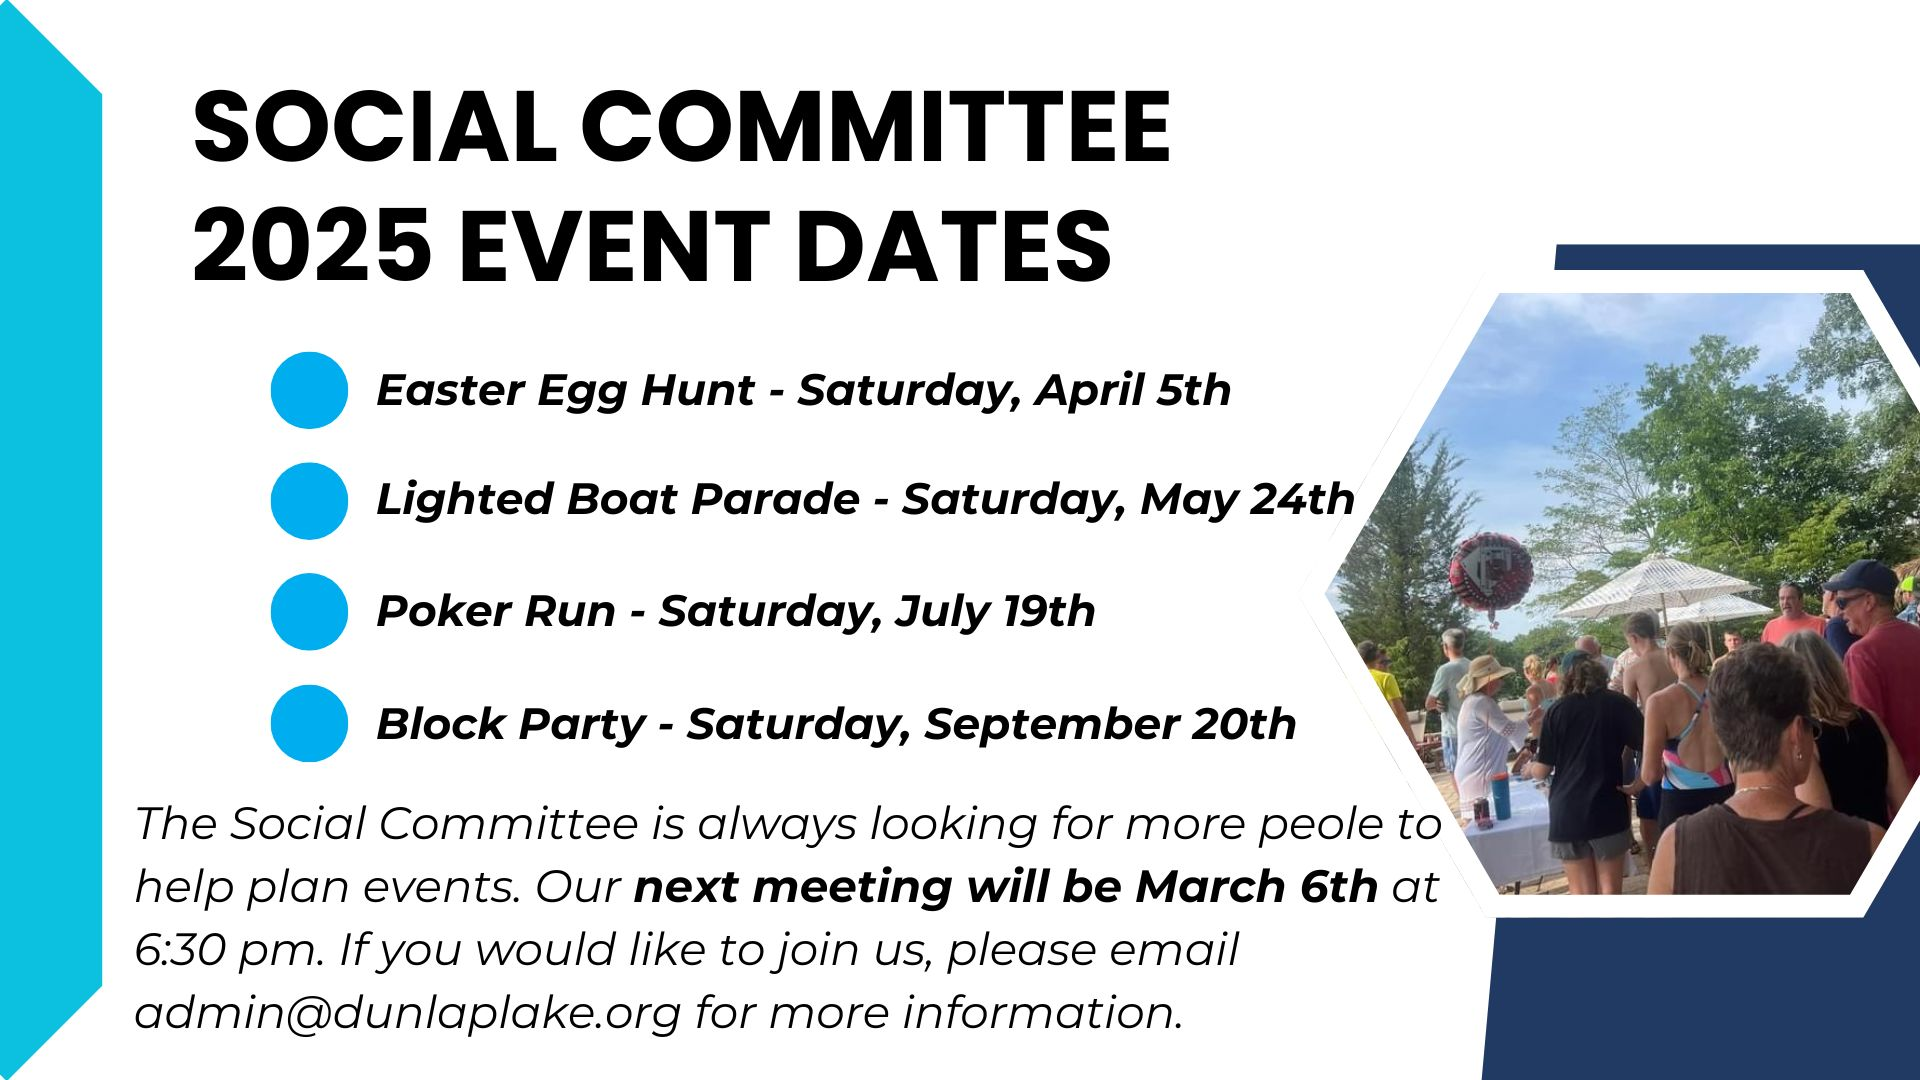 SOCIAL COMMITTEE
2025 EVENT DATES
Easter Egg Hunt - Saturday, April 5th
Lighted Boat Parade - Saturday, May 24th
Poker Run - Saturday, July 19th
Block Party - Saturday, September 20th
The Social Committee is always looking for more peole to
help plan events. Our next meeting will be March 6th at
6:30 pm. If you would like to join us, please email
admin@dunlaplake.org for more information.